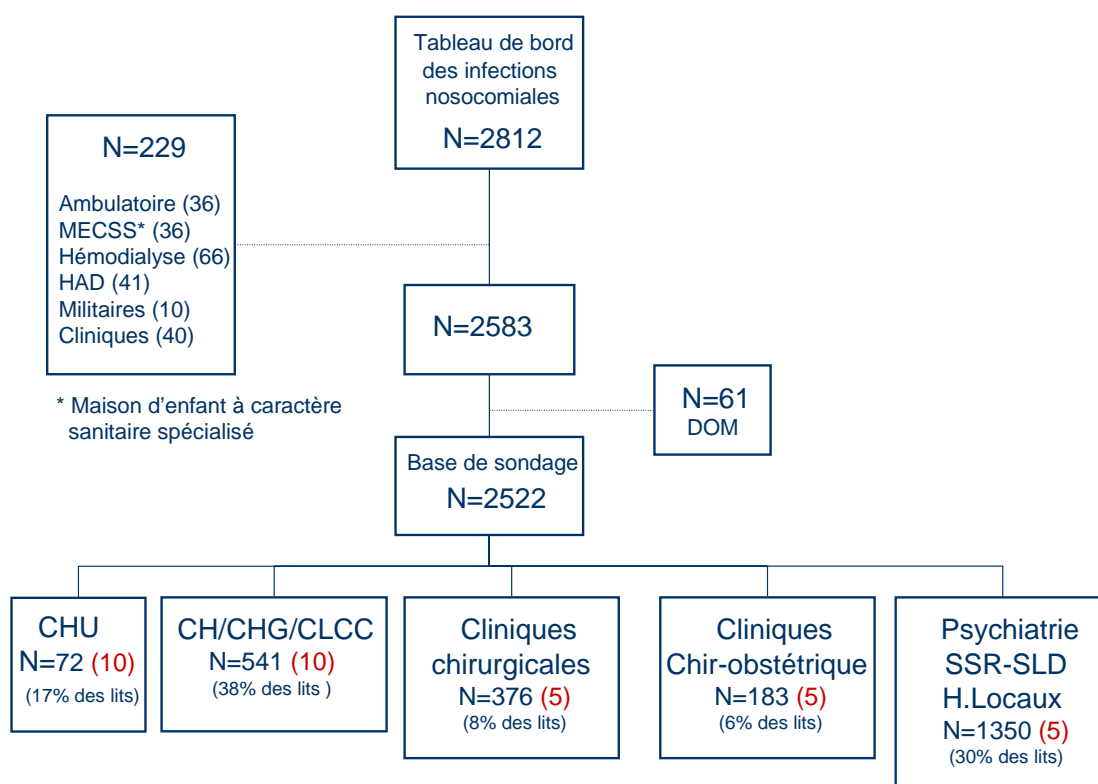 Tableau de bord
des infections
nosocomiales
N=2812
N=229
Ambulatoire (36)
MECSS* (36)
Hémodialyse (66)
HAD (41)
Militaires (10)
Cliniques (40)
N=2583
* Maison d'enfant à caractère
sanitaire spécialisé
N=61
DOM
Base de sondage
N=2522
CHU
N=72 (10)
(17% des lits)
CH/CHG/CLCC
N=541 (10)
(38% des lits )
Cliniques
chirurgicales
N=376 (5)
(8% des lits)
Cliniques
Chir-obstétrique
N=183 (5)
(6% des lits)
Psychiatrie
SSR-SLD
H.Locaux
N=1350 (5)
(30% des lits)